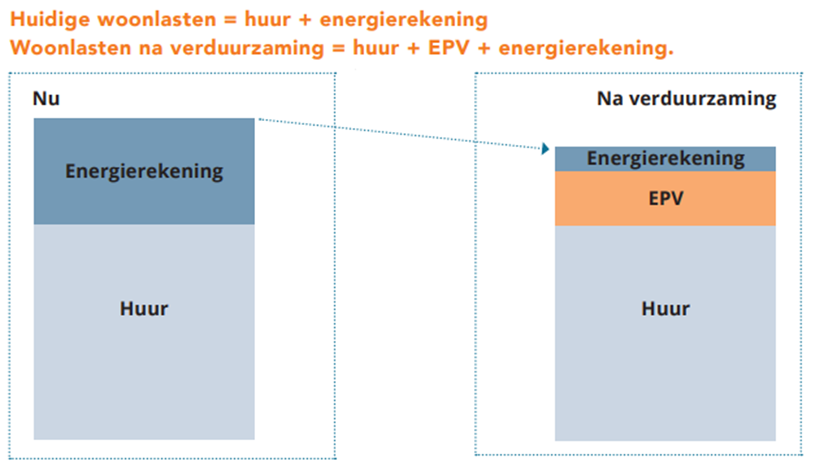 Huidige woonlasten = huur + energierekening
Woonlasten na verduurzaming = huur + EPV + energierekening.
Nu
Energierekening
Huur
Na verduurzaming
Energierekening
EPV
Huur